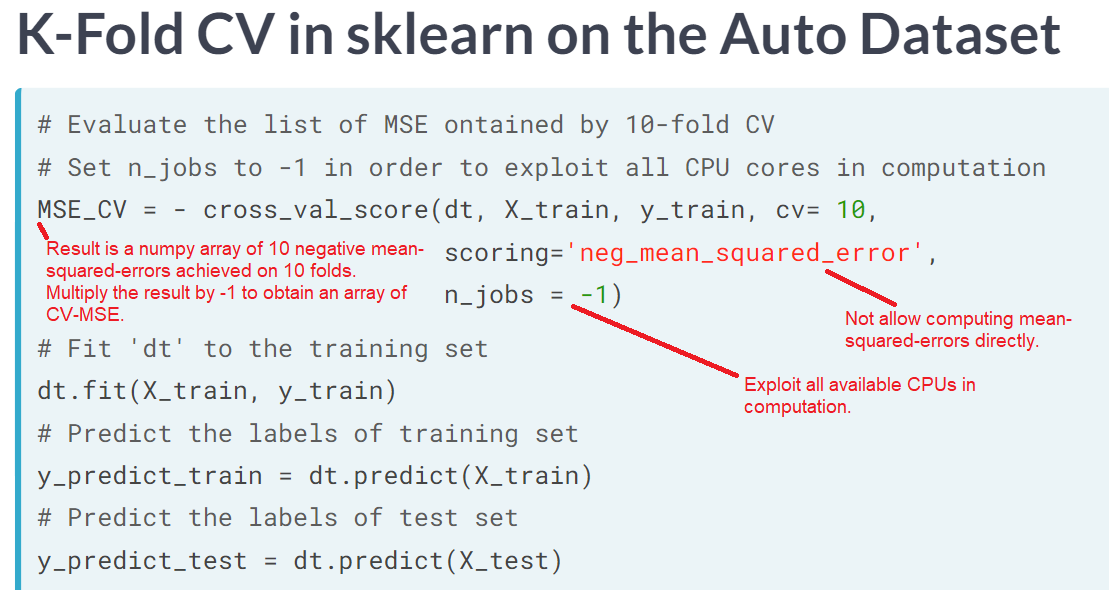 K-Fold CV in sklearn on the Auto Dataset
# Evaluate the list of MSE ontained by 10-fold CV
# Set n_jobs to -1 in order to exploit all CPU cores in computation
MSE_CV = - cross_val_score(dt, X_train, y_train, cv= 10,
scoring='neg_mean_squared_error',
n_jobs = -1)
Result is a numpy array of 10 negative mean-
squared-errors achieved on 10 folds.
Multiply the result by -1 to obtain an array of
CV-MSE.
Not allow computing mean-
squared-errors directly.
Exploit all available CPUs in
computation.
# Fit 'dt' to the training set
dt.fit(X_train, y_train)
# Predict the labels of training set
y_predict_train = dt.predict(X_train)
# Predict the labels of test set
y_predict_test = dt.predict(X_test)